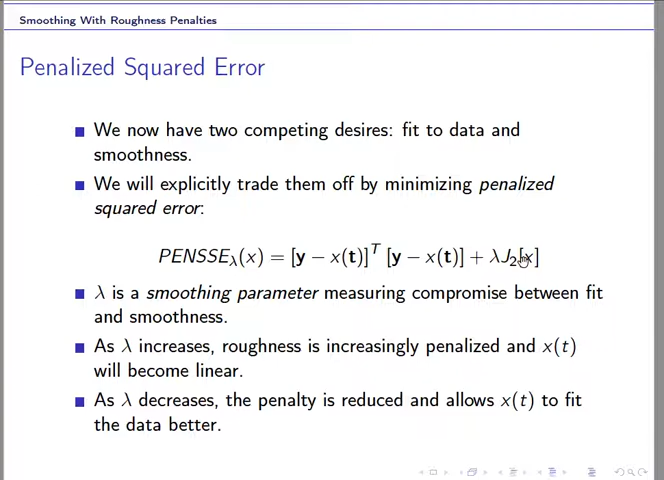 Smoothing With Roughness Penalties
Penalized Squared Error
We now have two competing desires: fit to data and
smoothness.
We will explicitly trade them off by minimizing penalized
squared error:
PENSSE_λ(x) = [y − x(t)]^T [y − x(t)] + λJ₂[x]
λ is a smoothing parameter measuring compromise between fit
and smoothness.
As λ increases, roughness is increasingly penalized and x(t)
will become linear.
As λ decreases, the penalty is reduced and allows x(t) to fit
the data better.